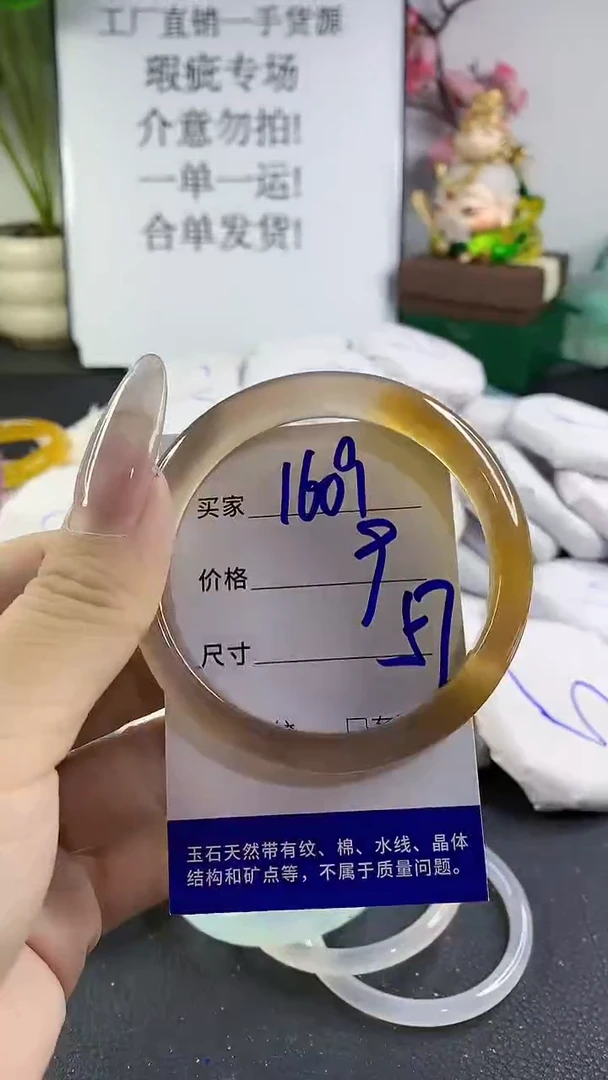 工厂直销一手货源
瑕疵专场
介意勿拍!
一单一运!
合单发货!
买家 1609
价格 9
尺寸 57
玉石天然带有纹、棉、水线、晶体
结构和矿点等，不属于质量问题。